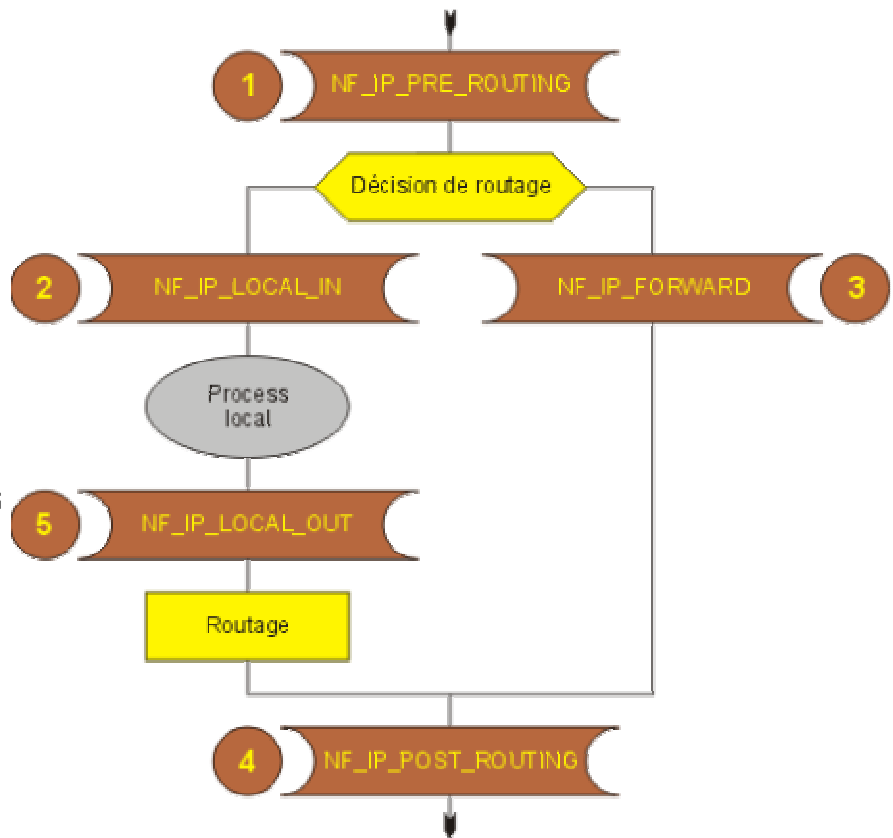 1 NF_IP_PRE_ROUTING
Décision de routage
2 NF_IP_LOCAL_IN NF_IP_FORWARD 3
Process
local
5 NF_IP_LOCAL_OUT
Routage
4 NF_IP_POST_ROUTING